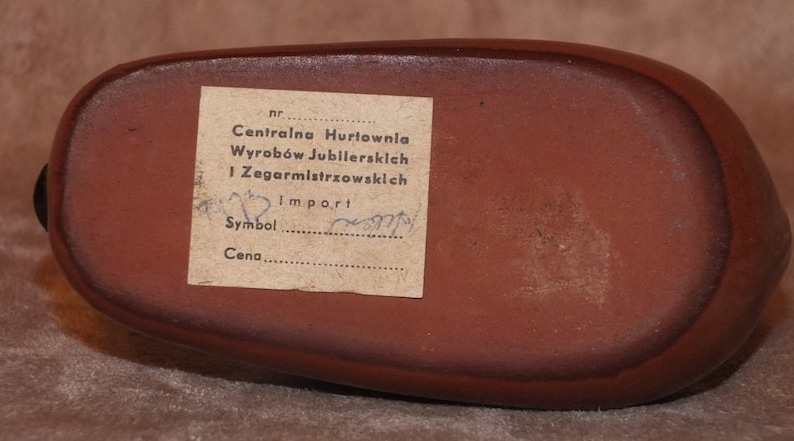 nr ..................
Centralna Hurtownia
Wyrobów Jubilerskich
i Zegarmistrzowskich
Import
Symbol ........................
Cena............................